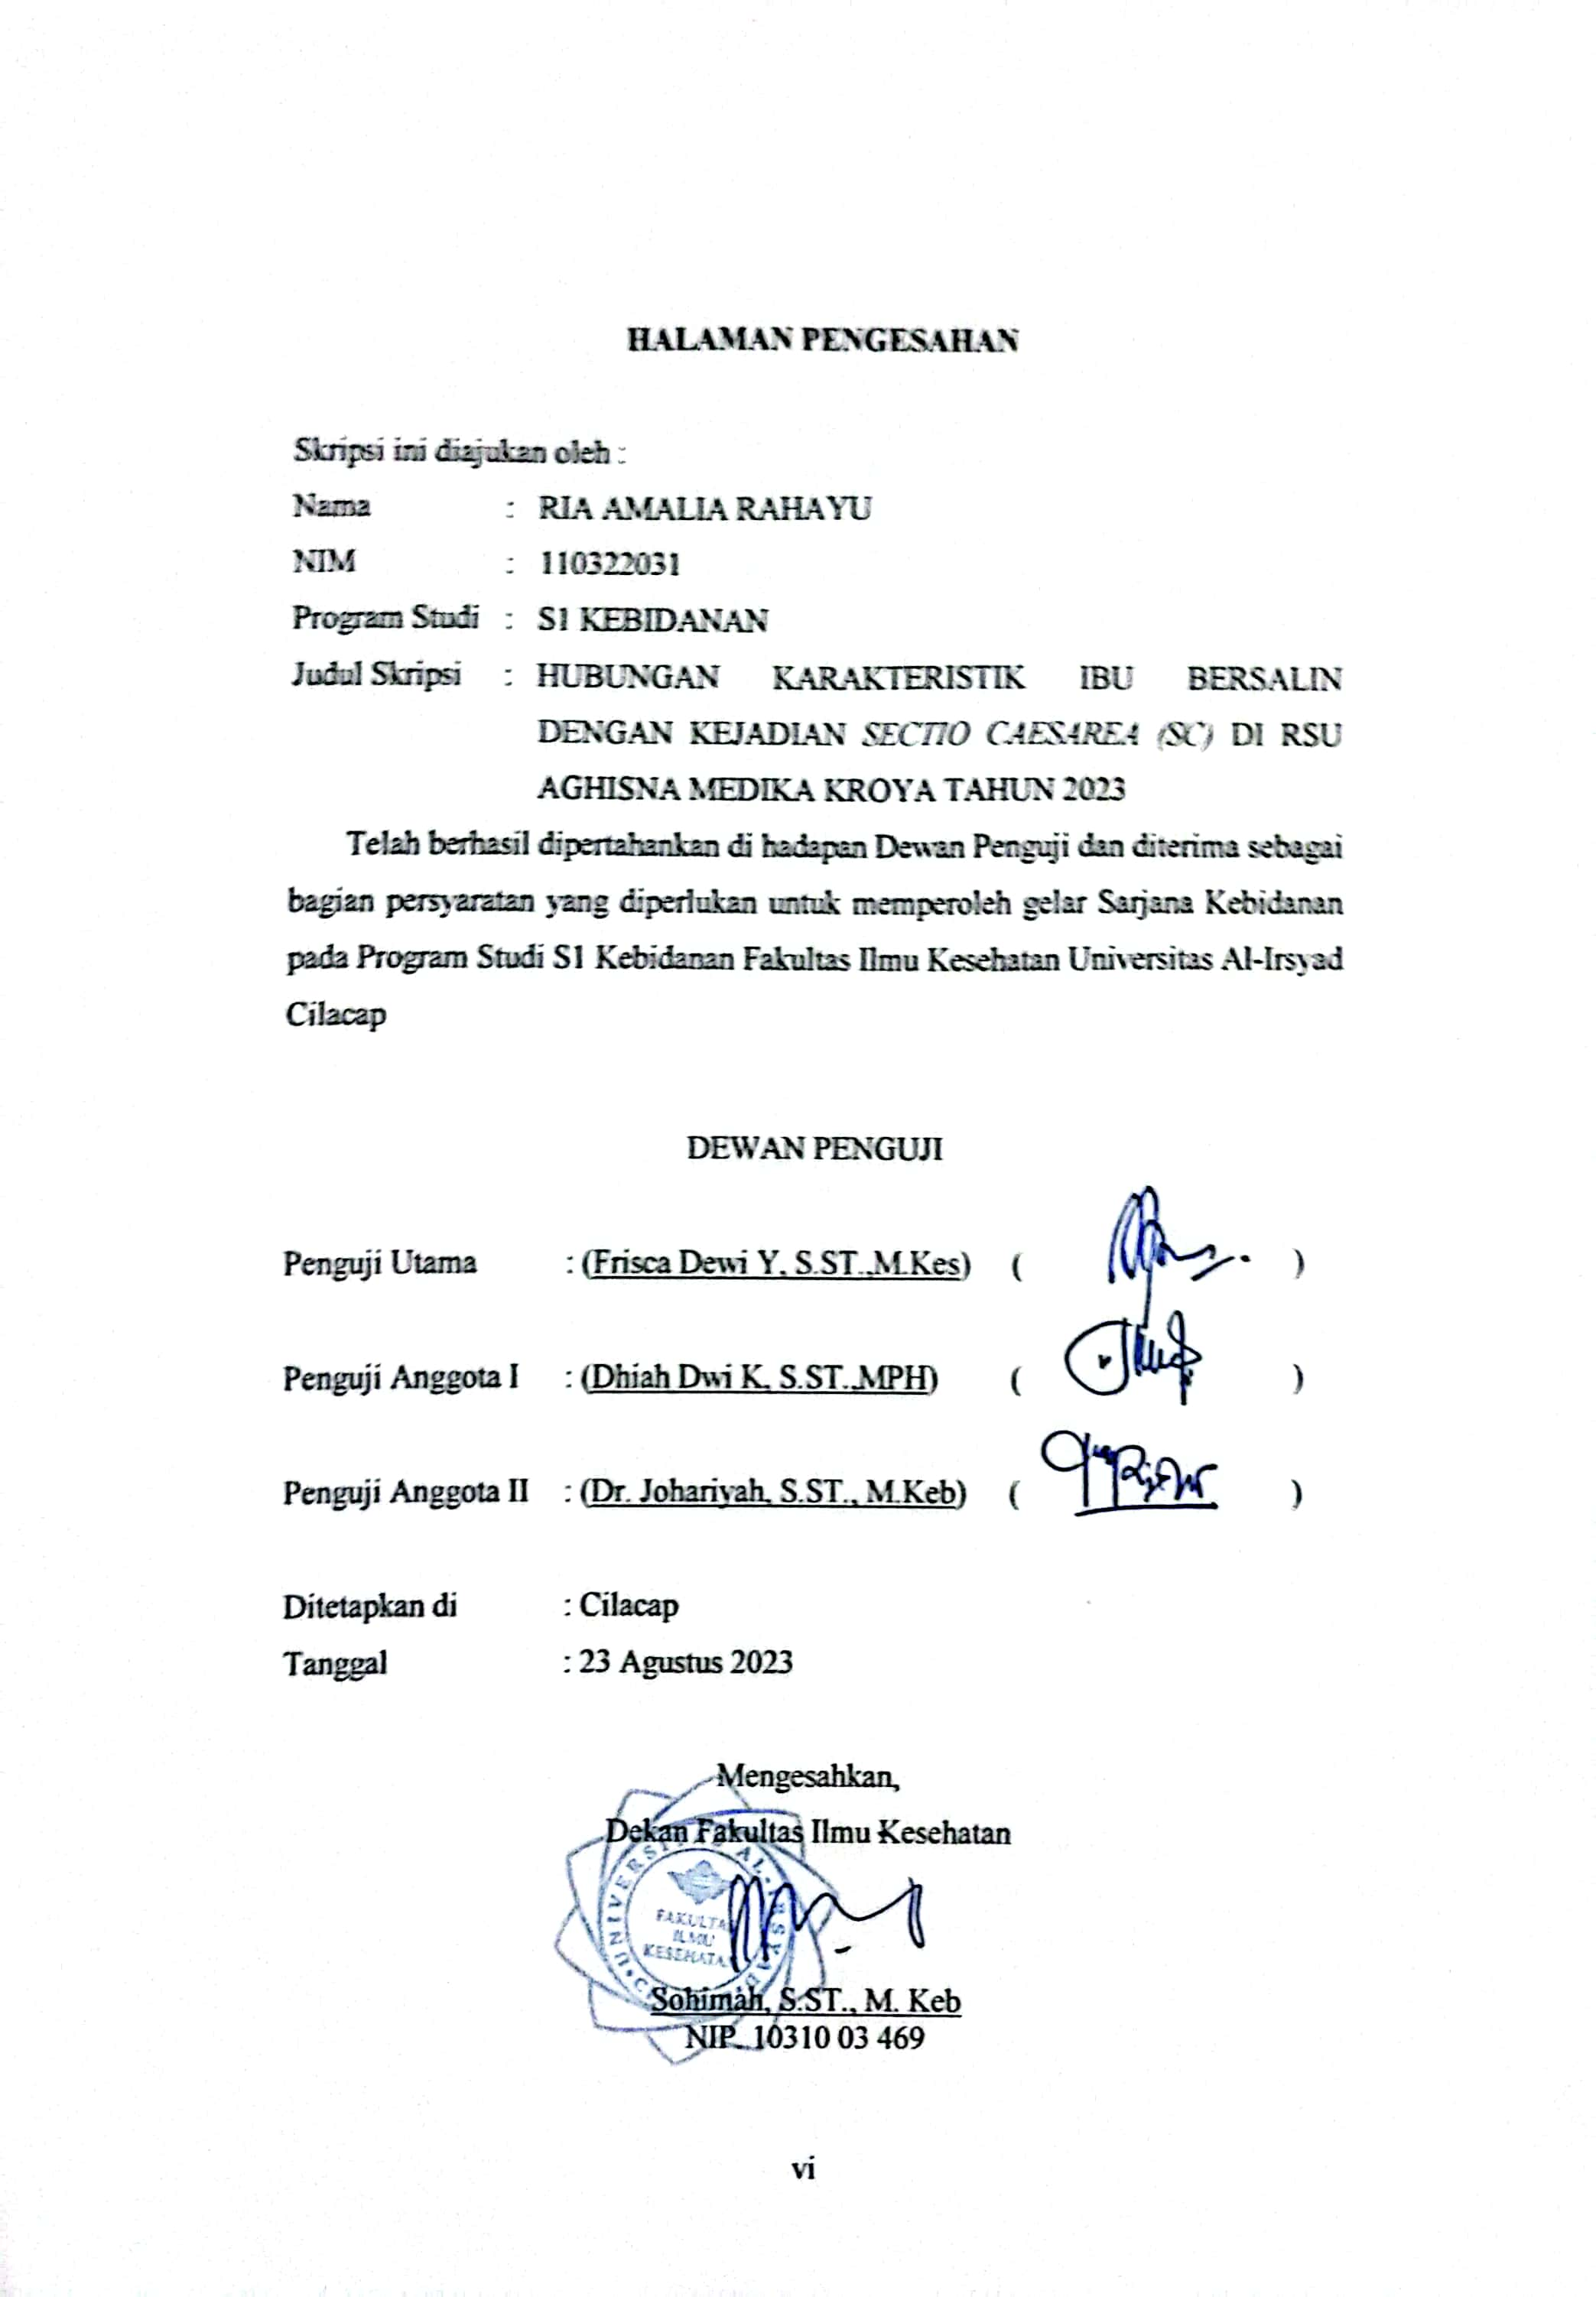 HALAMAN PENGESAHAN
Skripsi ini diajukan oleh :
Nama : RIA AMALIA RAHAYU
NIM : 110322031
Program Studi : S1 KEBIDANAN
Judul Skripsi : HUBUNGAN KARAKTERISTIK IBU BERSALIN
DENGAN KEJADIAN SECTIO CAESAREA (SC) DI RSU
AGHISNA MEDIKA KROYA TAHUN 2023
Telah berhasil dipertahankan di hadapan Dewan Penguji dan diterima sebagai
bagian persyaratan yang diperlukan untuk memperoleh gelar Sarjana Kebidanan
pada Program Studi S1 Kebidanan Fakultas Ilmu Kesehatan Universitas Al-Irsyad
Cilacap
DEWAN PENGUJI
Penguji Utama : (Frisca Dewi Y, S.ST.,M.Kes) ( )
Penguji Anggota I : (Dhiah Dwi K, S.ST.,MPH) ( )
Penguji Anggota II : (Dr. Johariyah, S.ST., M.Keb) ( )
Ditetapkan di : Cilacap
Tanggal : 23 Agustus 2023
Mengesahkan,
Dekan Fakultas Ilmu Kesehatan
FAKULTA
ILMU
KESEHATA
Sohimah, S.ST., M. Keb
NIP. 10310 03 469
vi